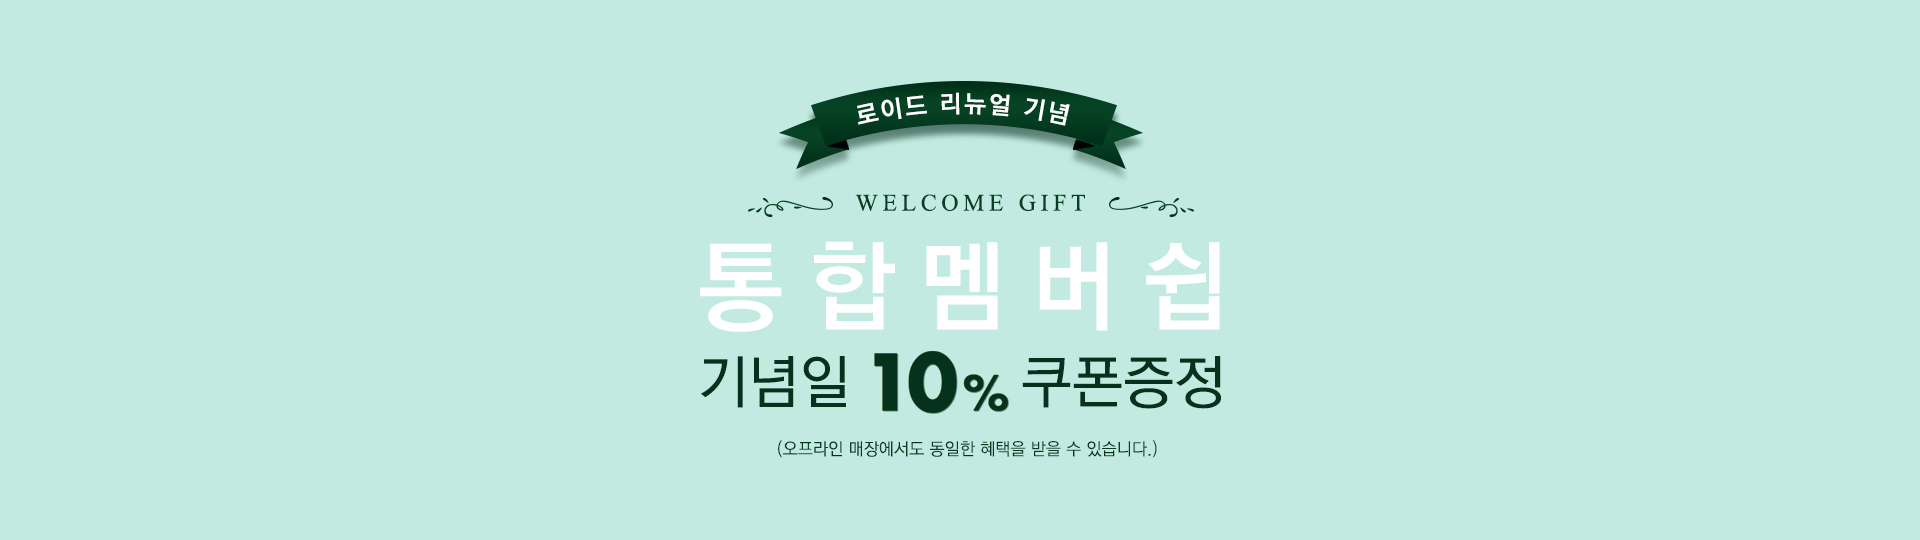 로이드 리뉴얼 기념
WELCOME GIFT
통합멤버쉽
기념일 10% 쿠폰증정
(오프라인 매장에서도 동일한 혜택을 받을 수 있습니다.)